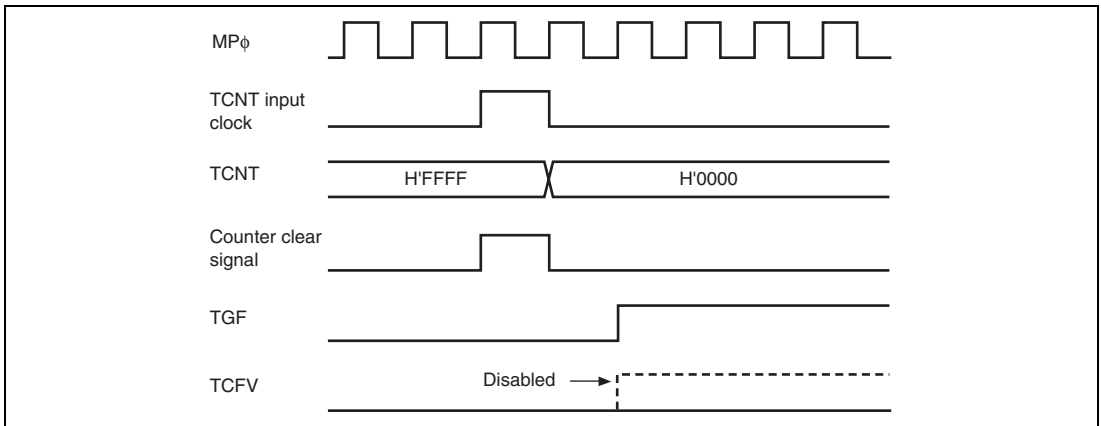 MPφ
TCNT input
clock
TCNT
H'FFFF
H'0000
Counter clear
signal
TGF
TCFV
Disabled